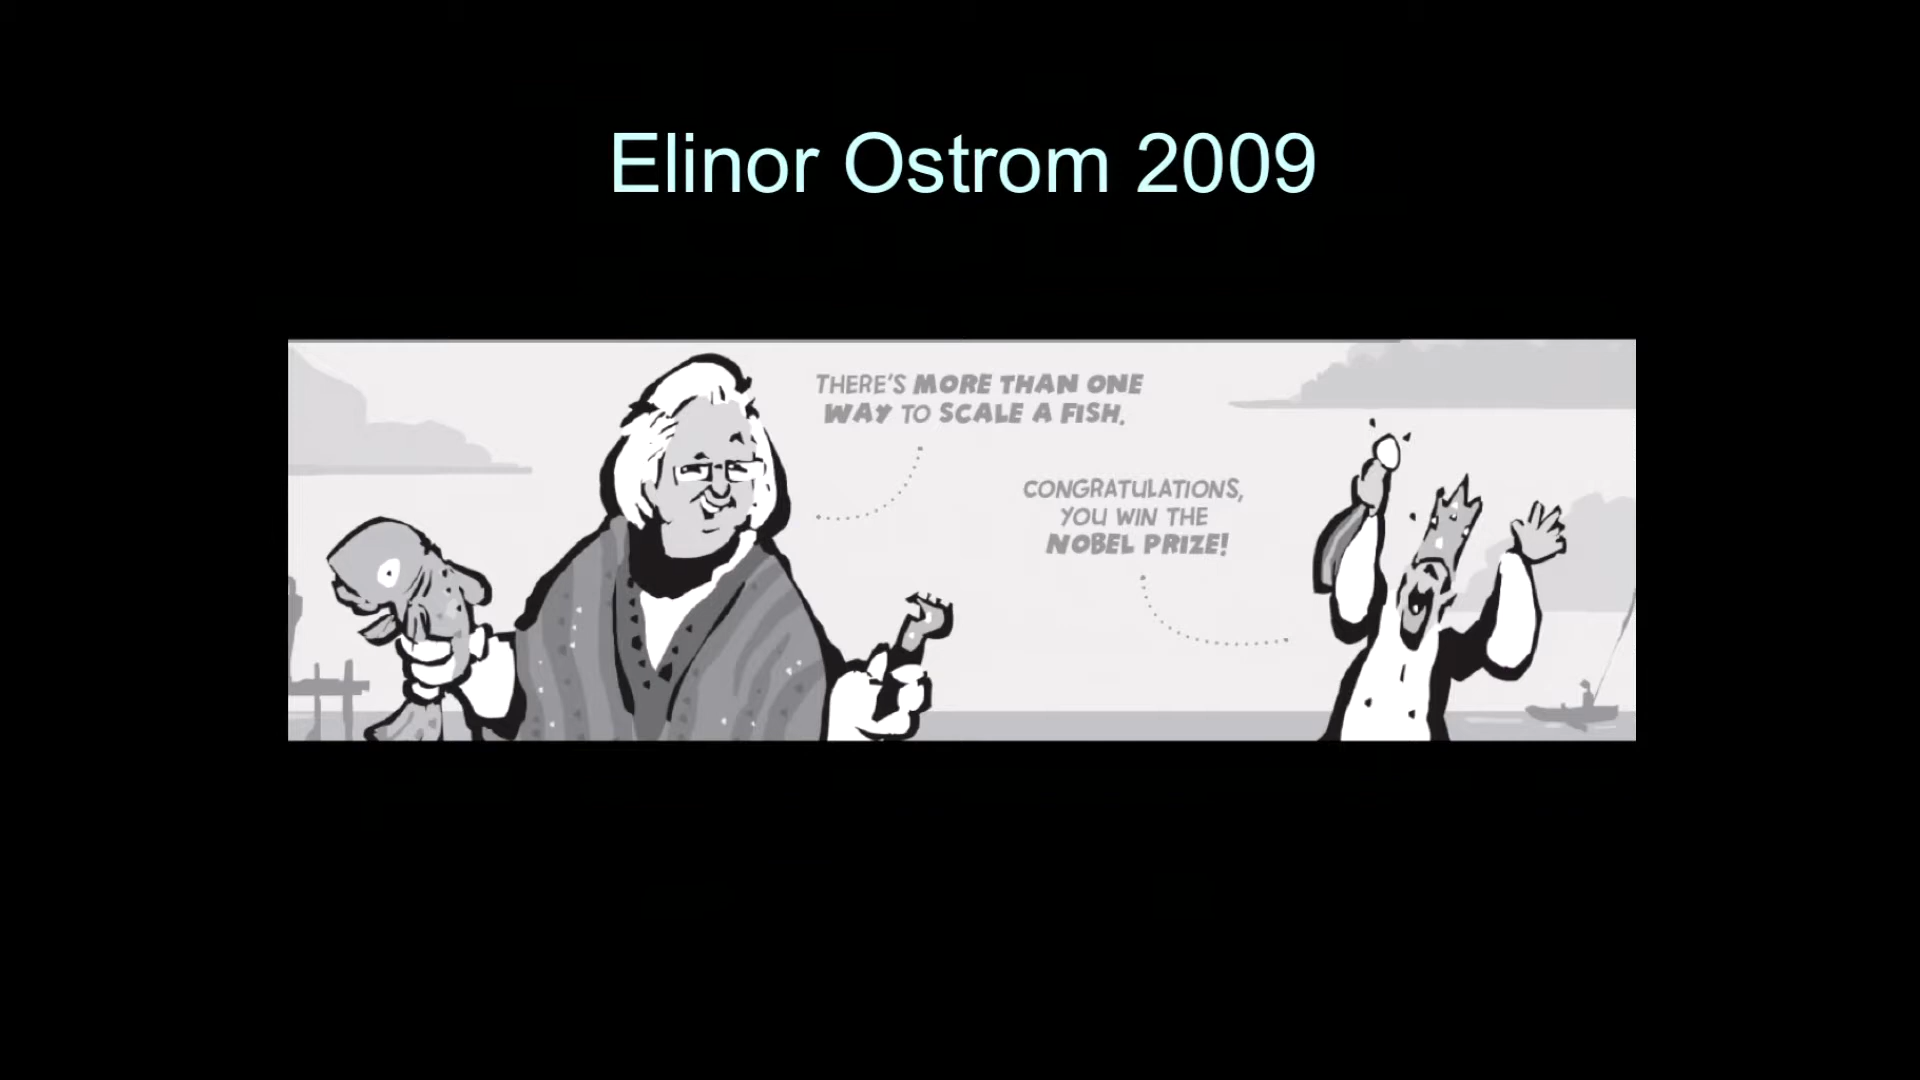 Elinor Ostrom 2009
THERE'S MORE THAN ONE
WAY TO SCALE A FISH.
CONGRATULATIONS,
YOU WIN THE
NOBEL PRIZE!